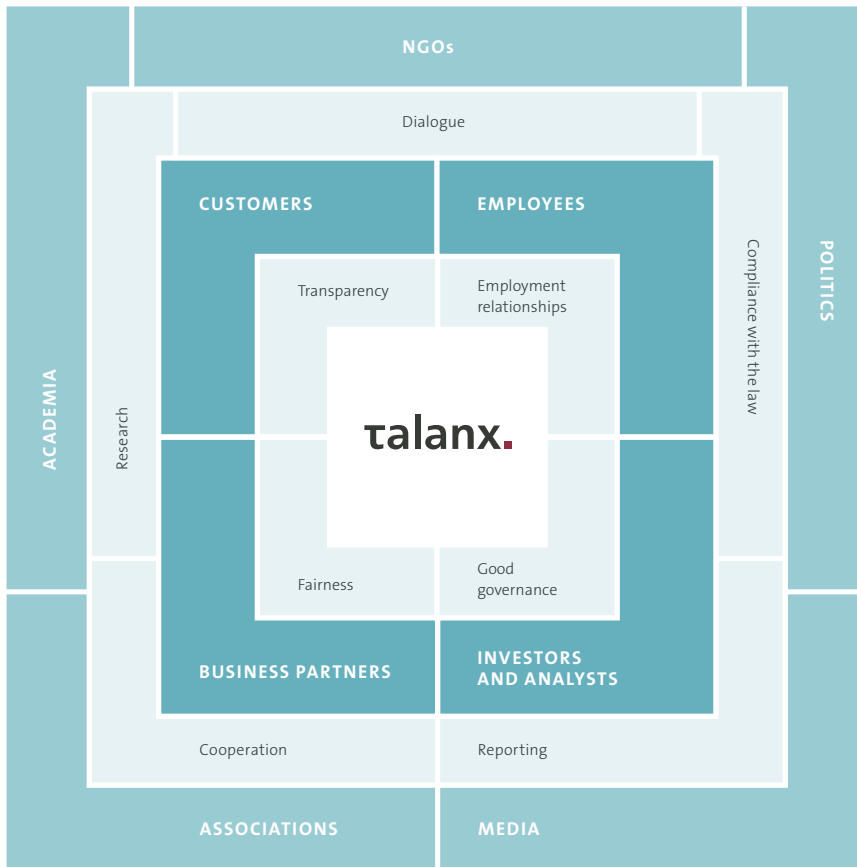 NGOs
Dialogue
CUSTOMERS
EMPLOYEES
Transparency
Employment
relationships
Compliance with the law
POLITICS
ACADEMIA
Research
talanx.
Fairness
Good
governance
BUSINESS PARTNERS
INVESTORS
AND ANALYSTS
Cooperation
Reporting
ASSOCIATIONS
MEDIA